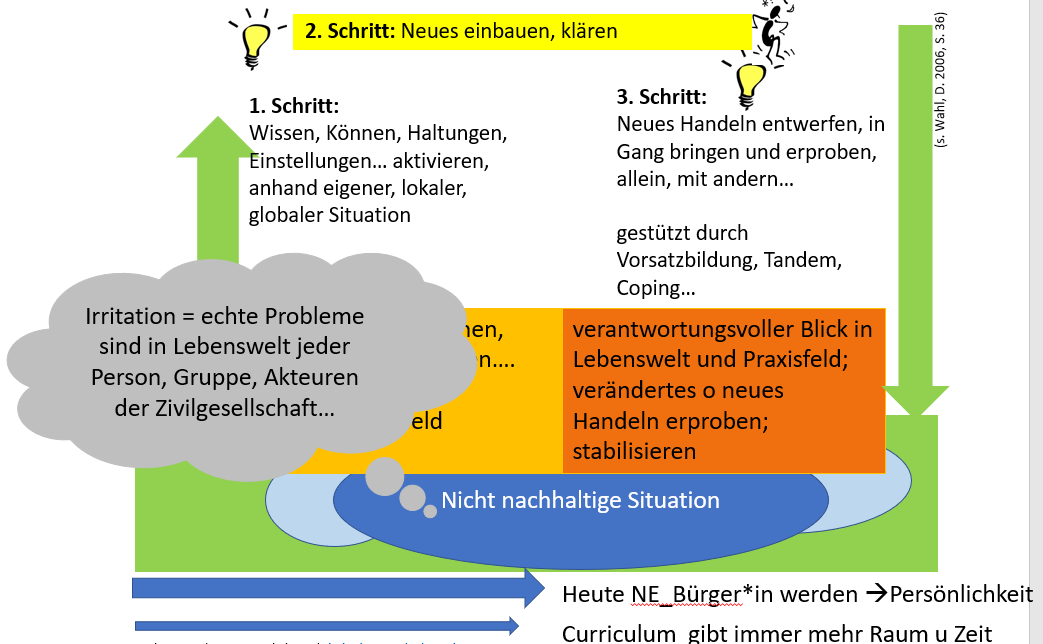 2. Schritt: Neues einbauen, klären
(s. Wahl, D. 2006, S. 36)
1. Schritt:
Wissen, Können, Haltungen,
Einstellungen... aktivieren,
anhand eigener, lokaler,
globaler Situation
3. Schritt:
Neues Handeln entwerfen, in
Gang bringen und erproben,
allein, mit andern...
gestützt durch
Vorsatzbildung, Tandem,
Coping...
Irritation = echte Probleme
sind in Lebenswelt jeder
Person, Gruppe, Akteuren
der Zivilgesellschaft...
verantwortungsvoller Blick in
Lebenswelt und Praxisfeld;
verändertes o neues
Handeln erproben;
stabilisieren
Nicht nachhaltige Situation
Heute NE_Bürger*in werden →Persönlichkeit
Curriculum gibt immer mehr Raum u Zeit